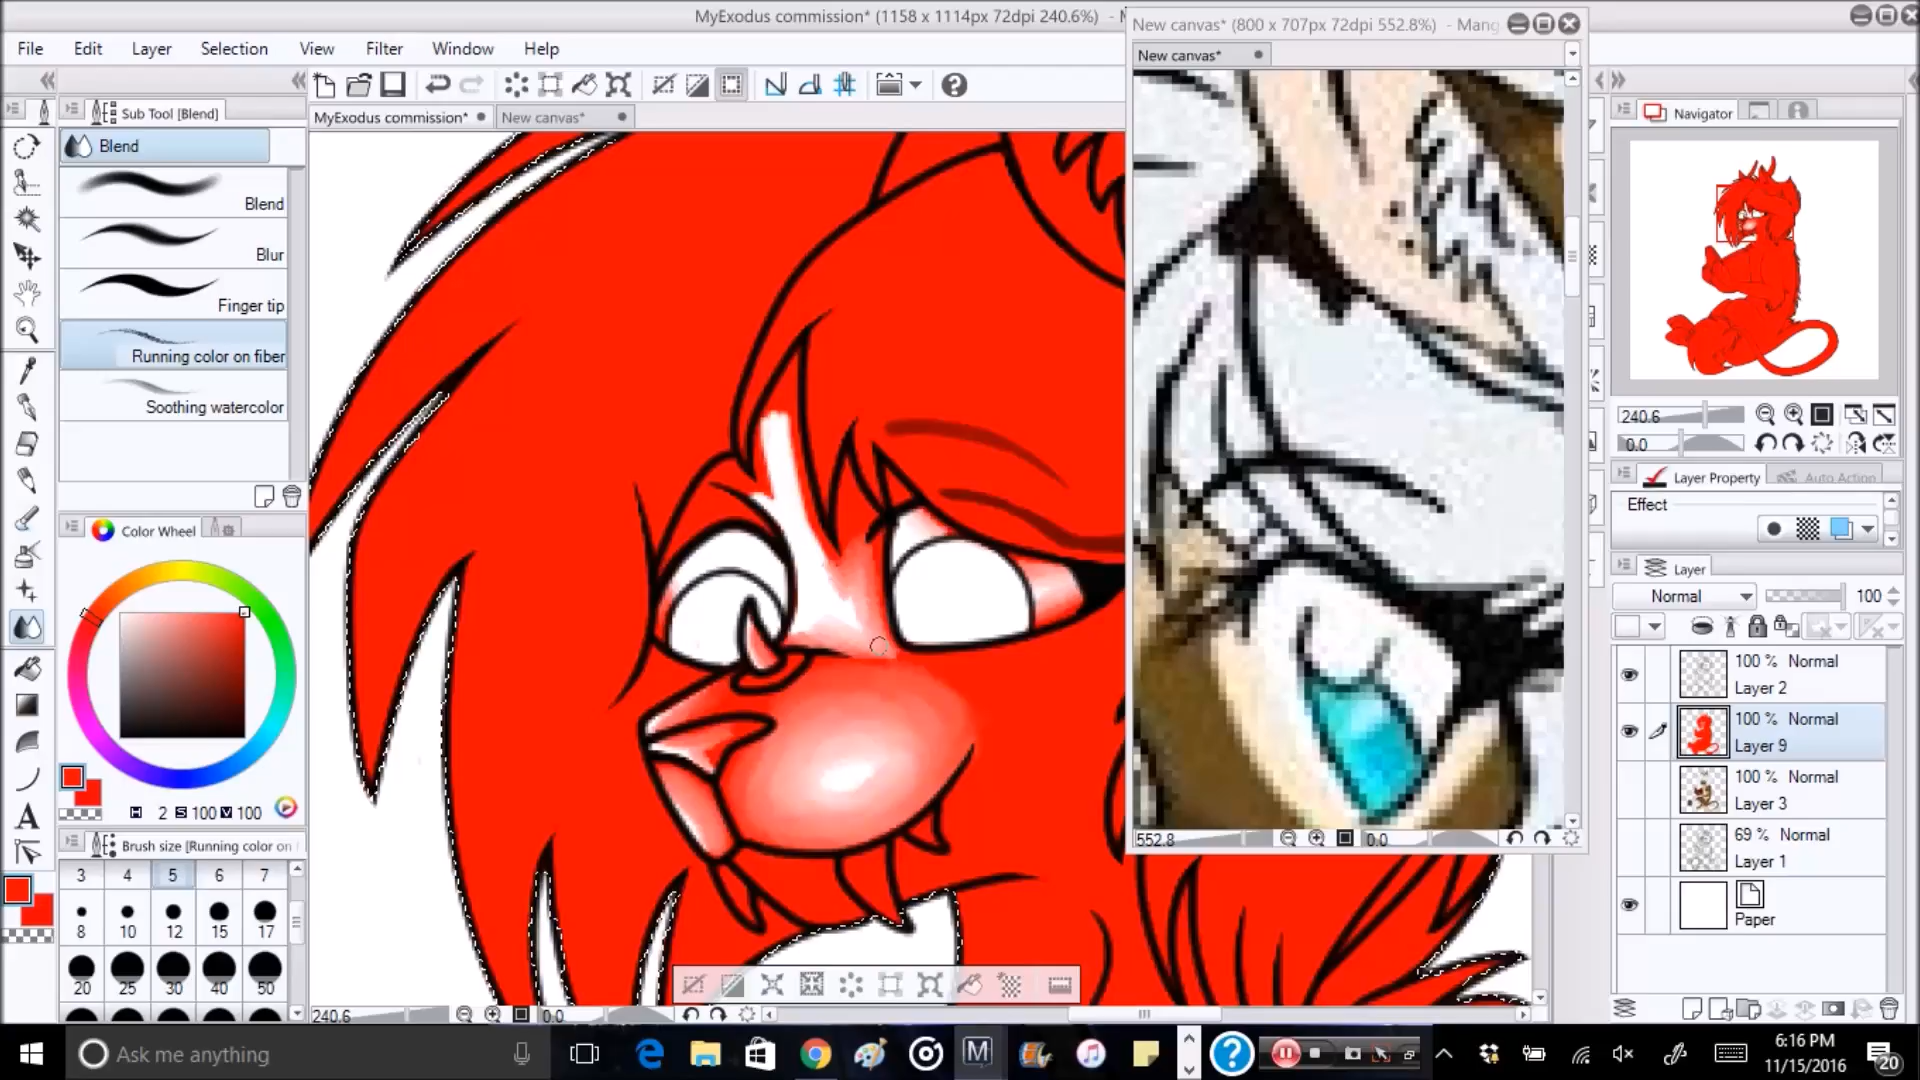 MyExodus commission* (1158 x 1114px 72dpi 240.6%)
New canvas* (800 x 707px 72dpi 552.8%) - Mang
File Edit Layer Selection View Filter Window Help
New canvas*
Sub Tool [Blend]
MyExodus commission*
New canvas*
Navigator
Blend
Blend
Blur
Finger tip
Running color on fiber
Soothing watercolor
240.6
0.0
Layer Property
Auto Action
Effect
Color Wheel
Layer
Normal
100
100 % Normal
Layer 2
100 % Normal
Layer 9
100 % Normal
Layer 3
69 % Normal
Layer 1
Paper
H 2 S 100 V 100
552.8
0.0
Brush size [Running color on
3 4 5 6 7
8 10 12 15 17
20 25 30 40 50
240.6
0.0
Ask me anything
6:16 PM
11/15/2016
20